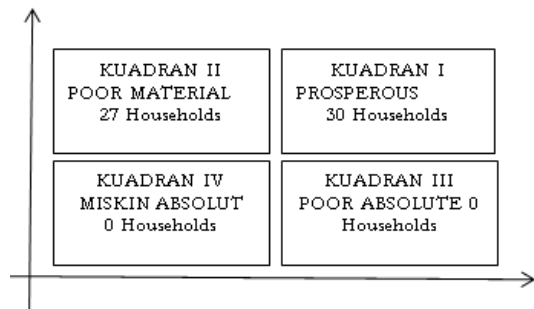 KUADRAN II
POOR MATERIAL
27 Households
KUADRAN I
PROSPEROUS
30 Households
KUADRAN IV
MISKIN ABSOLUT
0 Households
KUADRAN III
POOR ABSOLUTE 0
Households